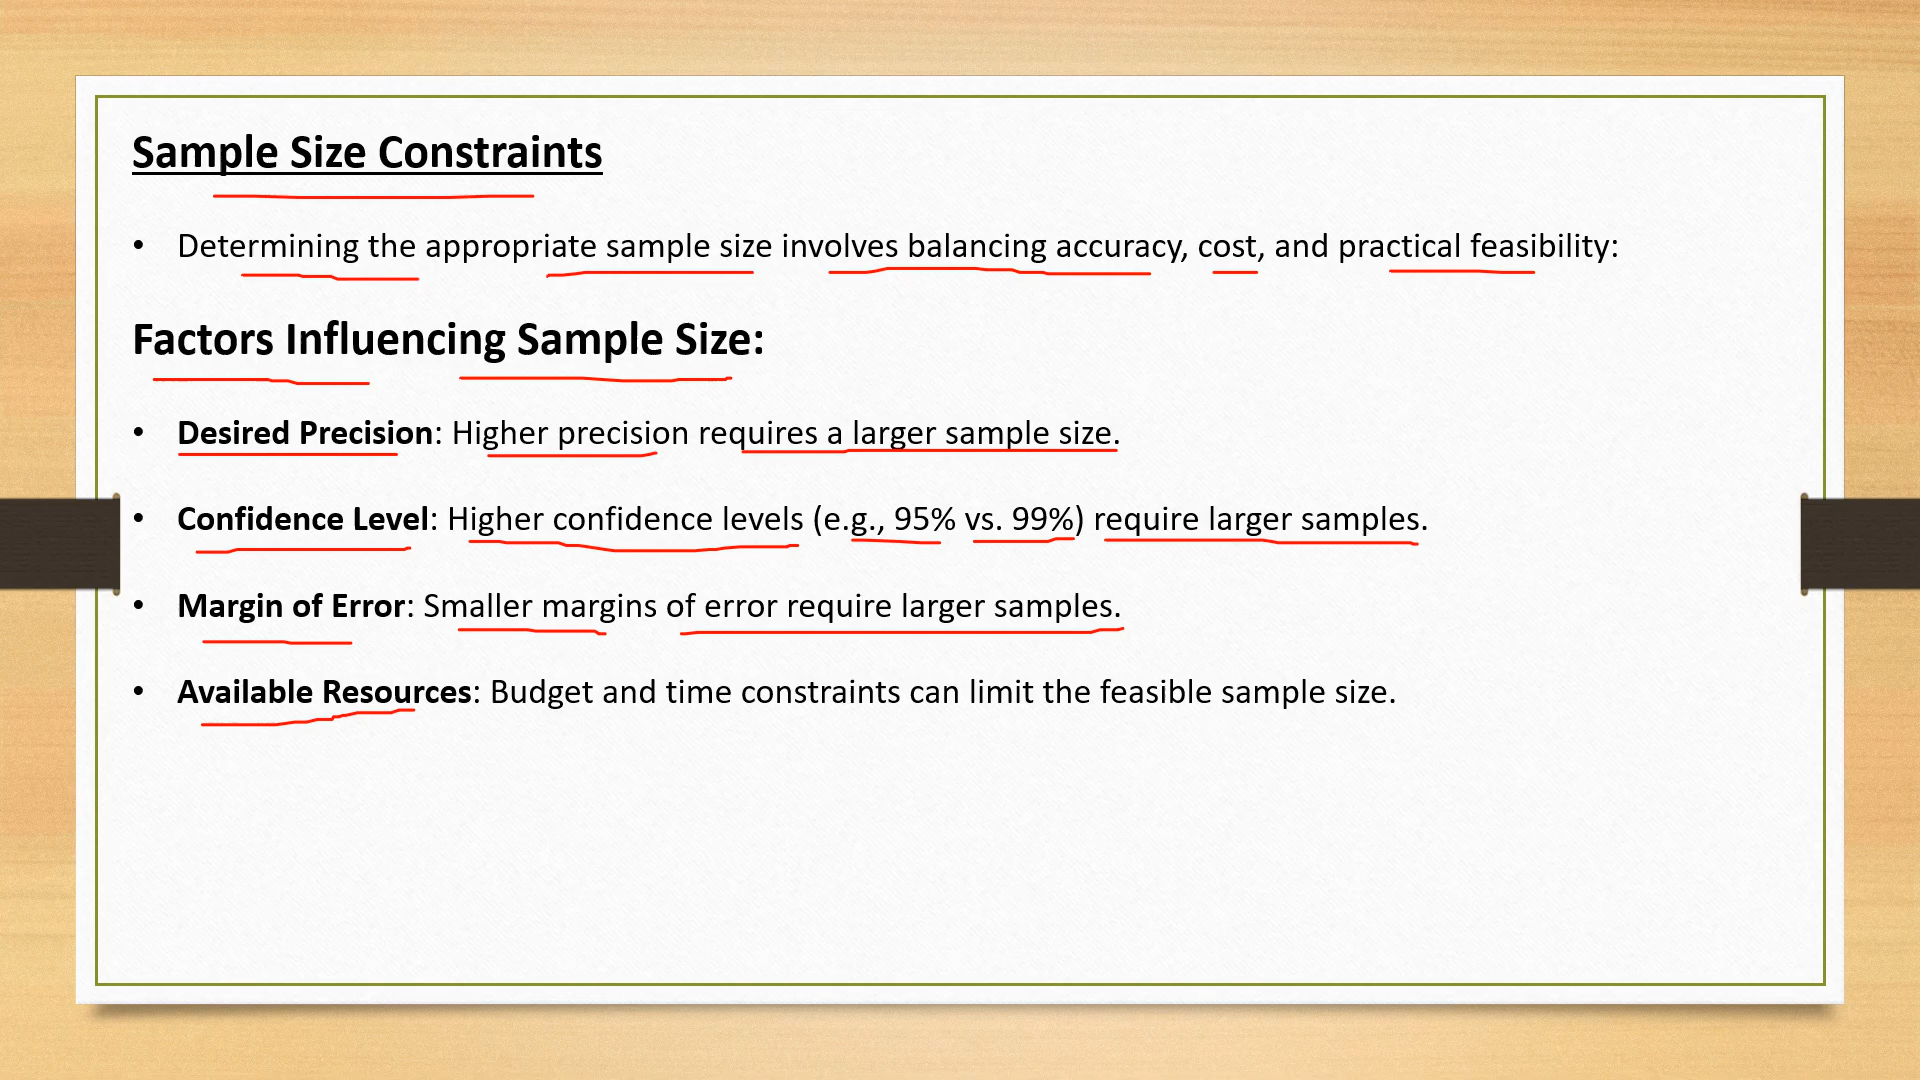 Sample Size Constraints
• Determining the appropriate sample size involves balancing accuracy, cost, and practical feasibility:
Factors Influencing Sample Size:
• Desired Precision: Higher precision requires a larger sample size.
• Confidence Level: Higher confidence levels (e.g., 95% vs. 99%) require larger samples.
• Margin of Error: Smaller margins of error require larger samples.
• Available Resources: Budget and time constraints can limit the feasible sample size.